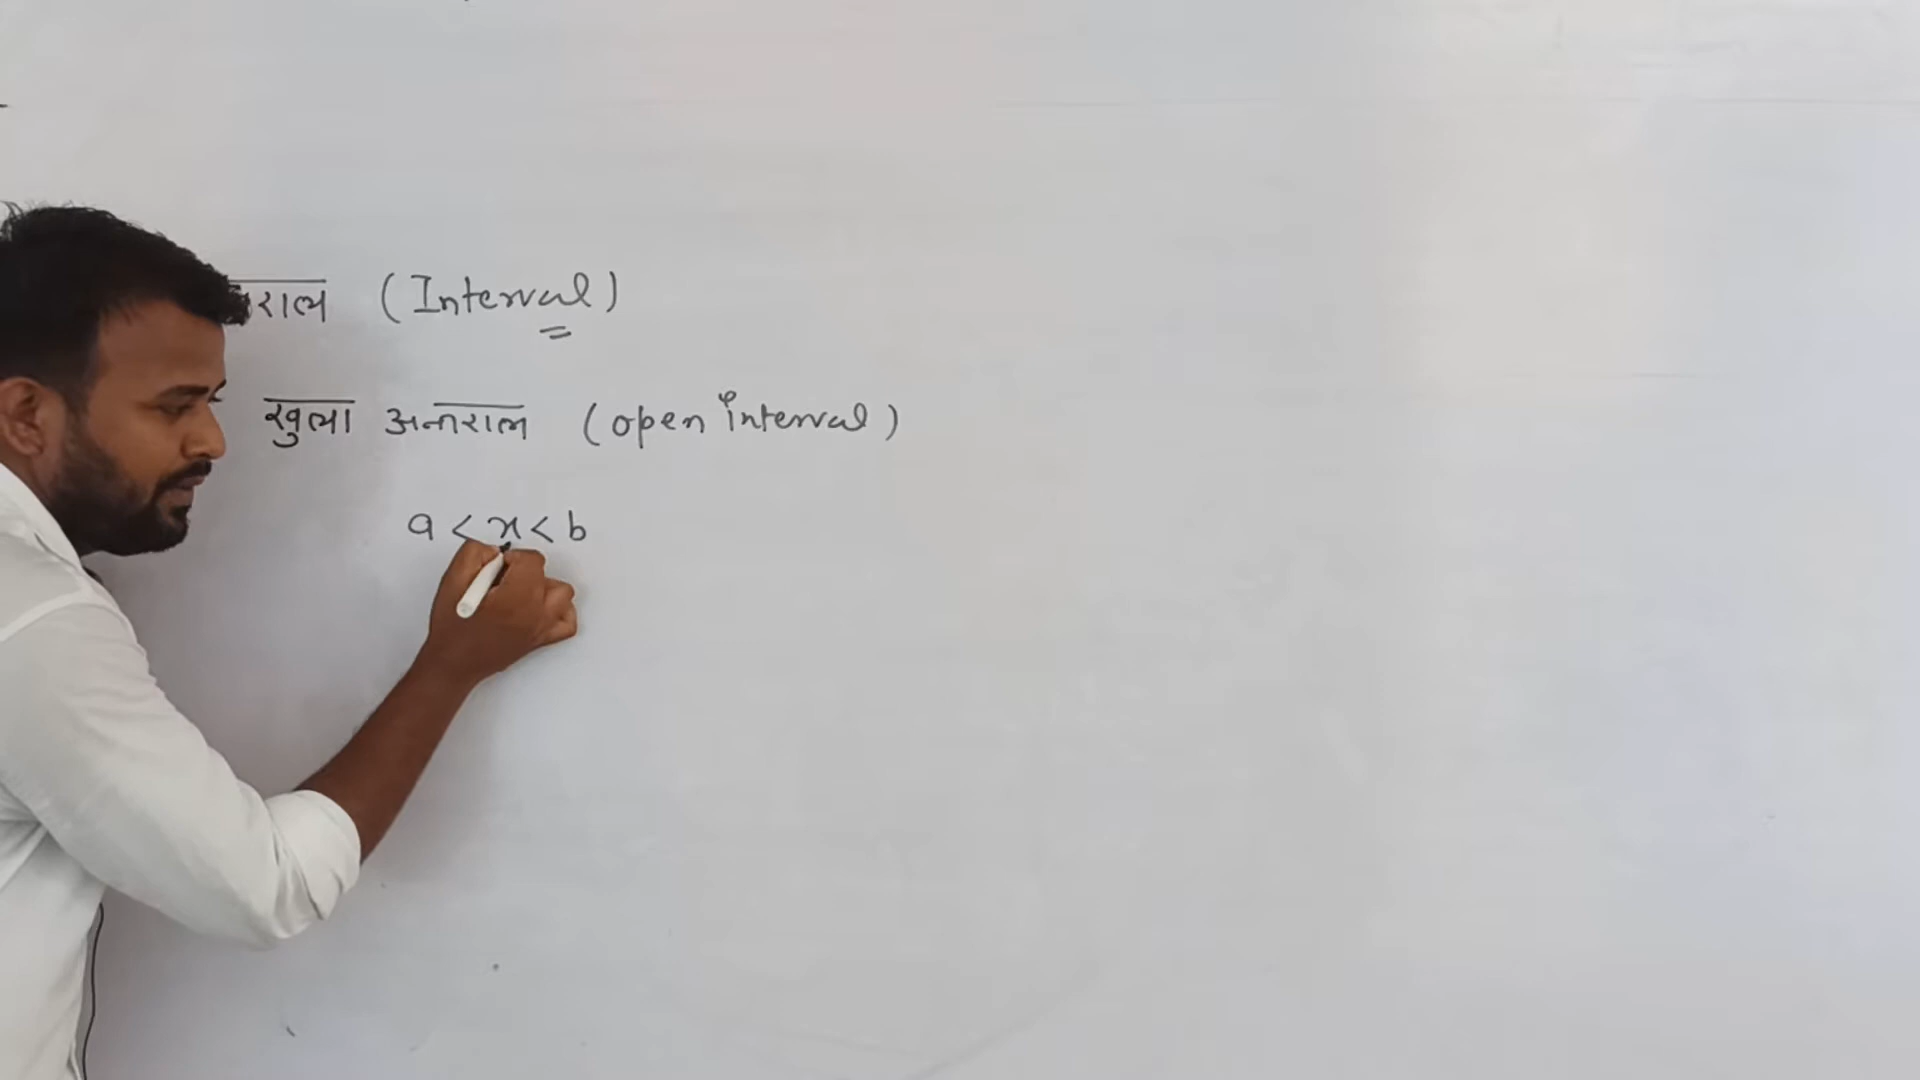 राल (Interval)
खुला अन्तराल (open interval)
a < x < b